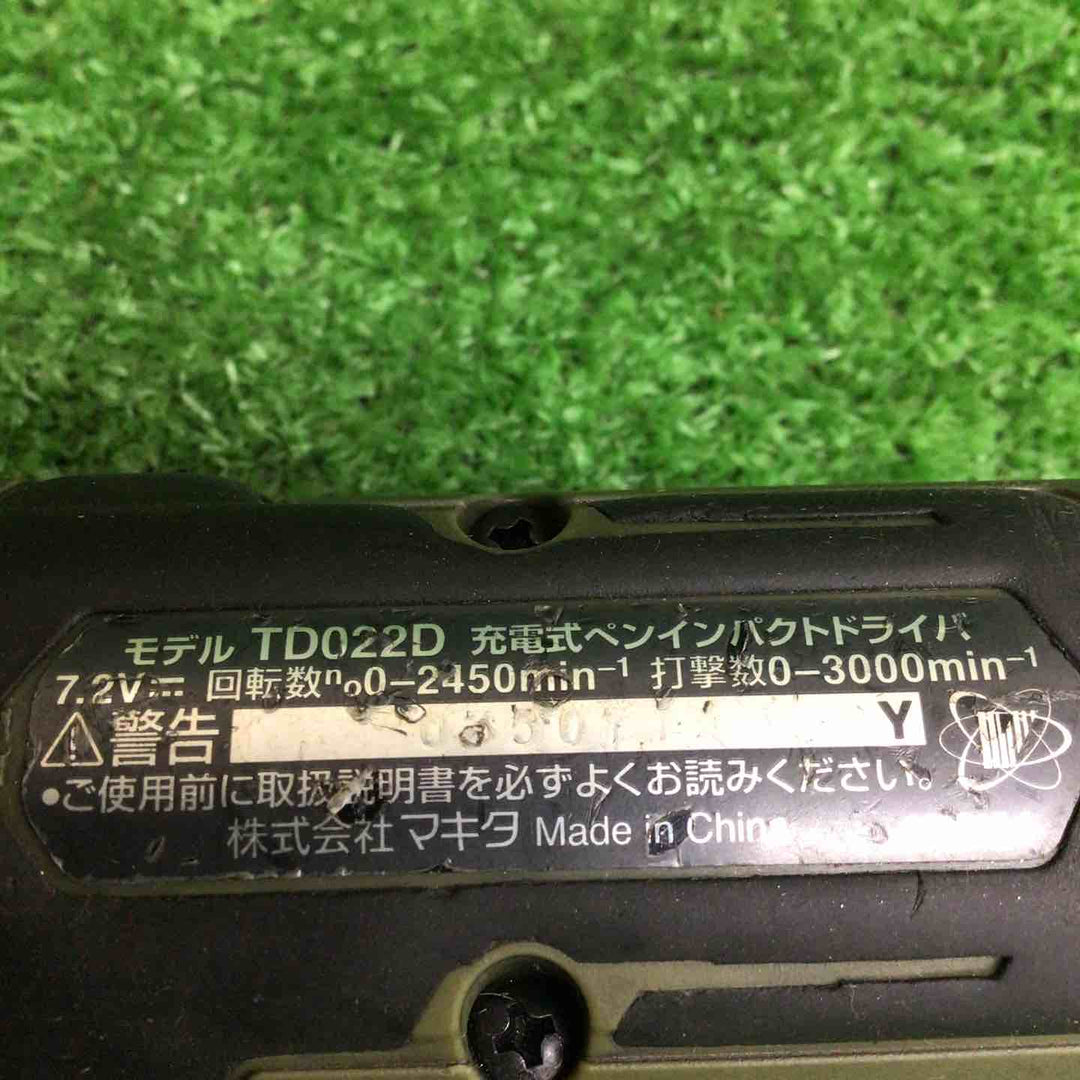 モデル TD022D 充電式ペンインパクトドライバ
7.2V⎓ 回転数n₀0-2450min⁻¹ 打撃数0-3000min⁻¹
⚠警告 Y
●ご使用前に取扱説明書を必ずよくお読みください。
株式会社マキタ Made in China